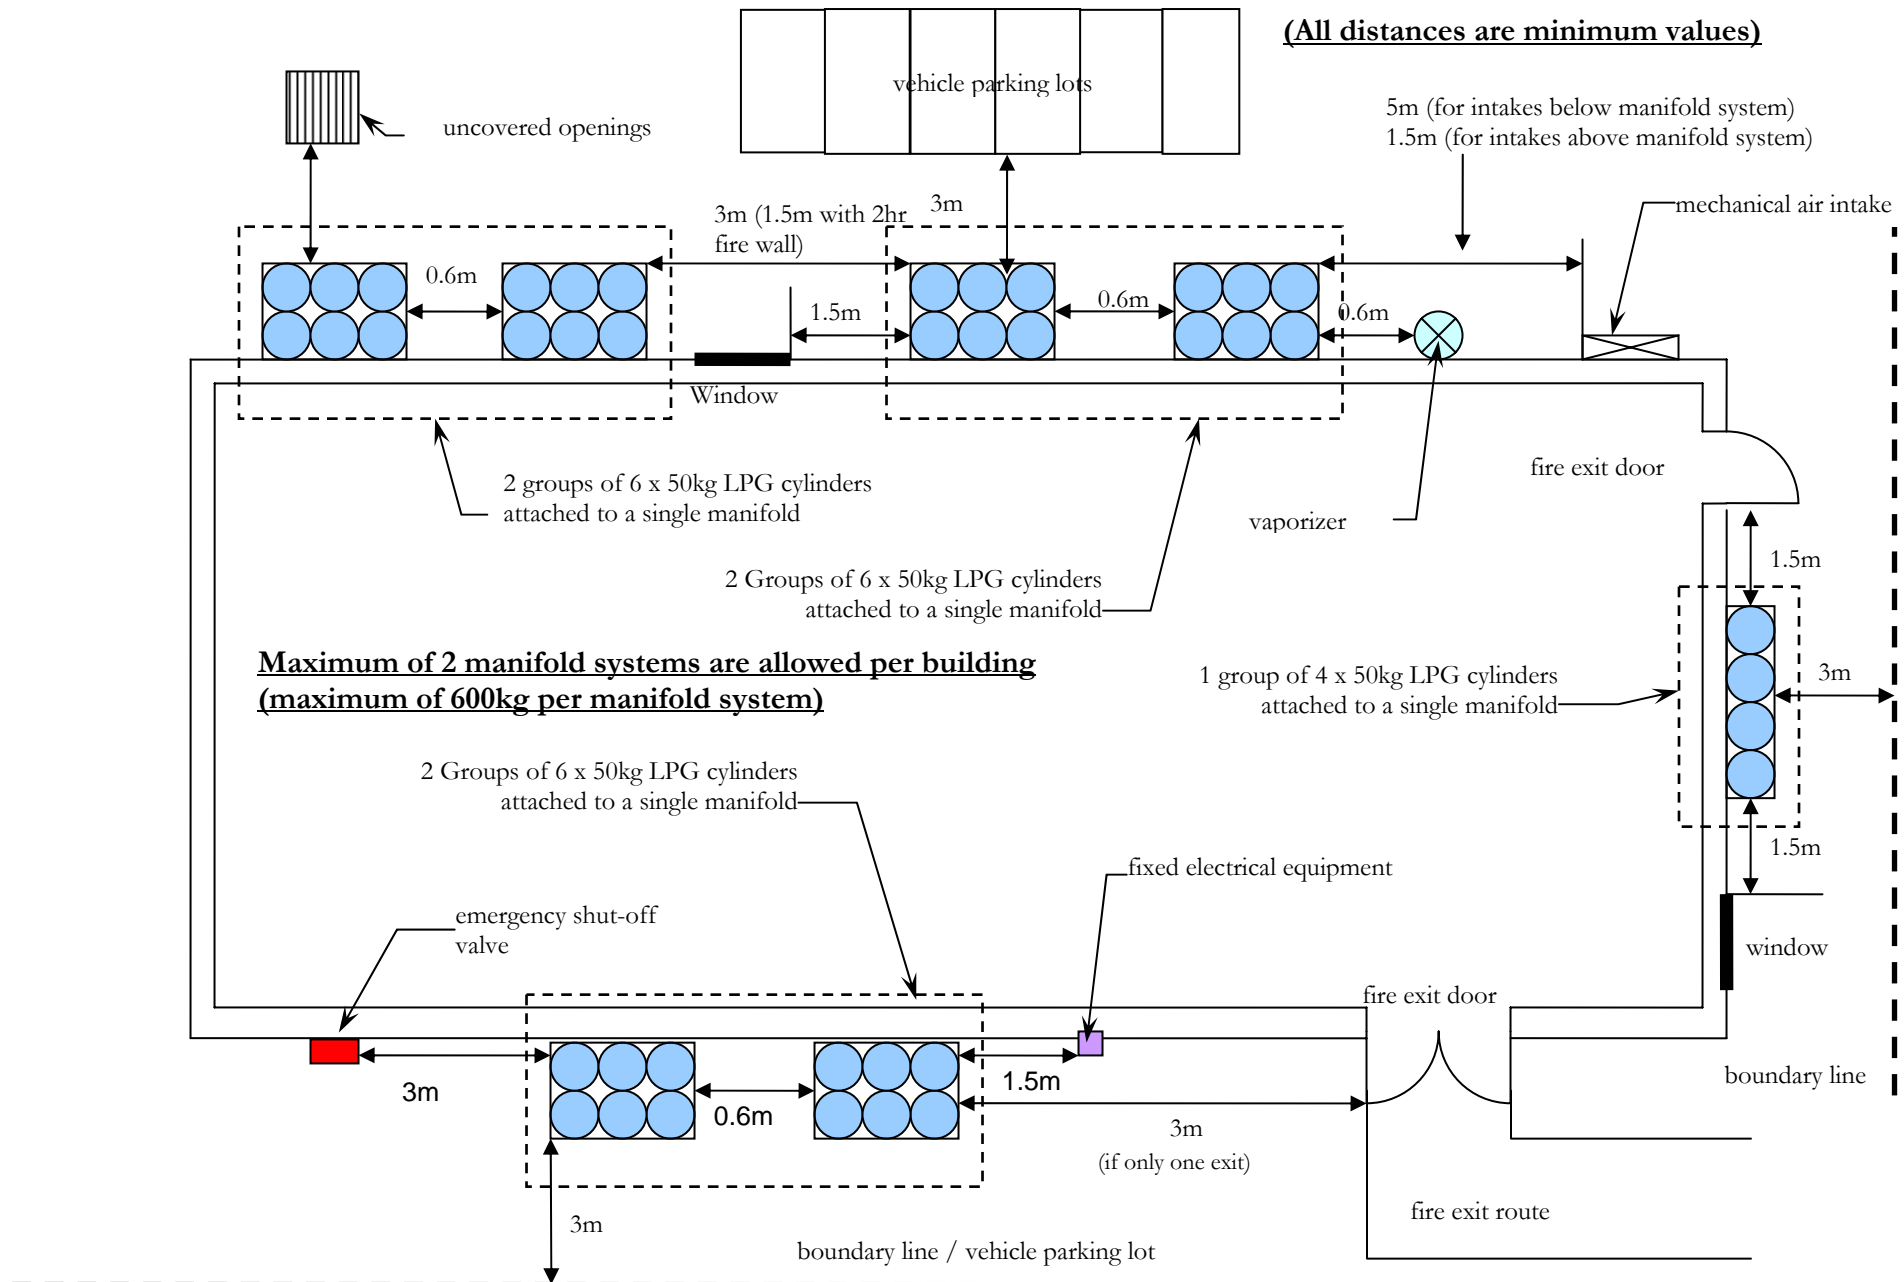 (All distances are minimum values)
vehicle parking lots
5m (for intakes below manifold system)
1.5m (for intakes above manifold system)
uncovered openings
mechanical air intake
3m (1.5m with 2hr
fire wall)
3m
0.6m
1.5m
0.6m
0.6m
Window
fire exit door
2 groups of 6 x 50kg LPG cylinders
attached to a single manifold
vaporizer
1.5m
2 Groups of 6 x 50kg LPG cylinders
attached to a single manifold
Maximum of 2 manifold systems are allowed per building
(maximum of 600kg per manifold system)
1 group of 4 x 50kg LPG cylinders
attached to a single manifold
3m
2 Groups of 6 x 50kg LPG cylinders
attached to a single manifold
1.5m
fixed electrical equipment
emergency shut-off
valve
window
fire exit door
boundary line
3m
0.6m
1.5m
3m
(if only one exit)
3m
fire exit route
boundary line / vehicle parking lot